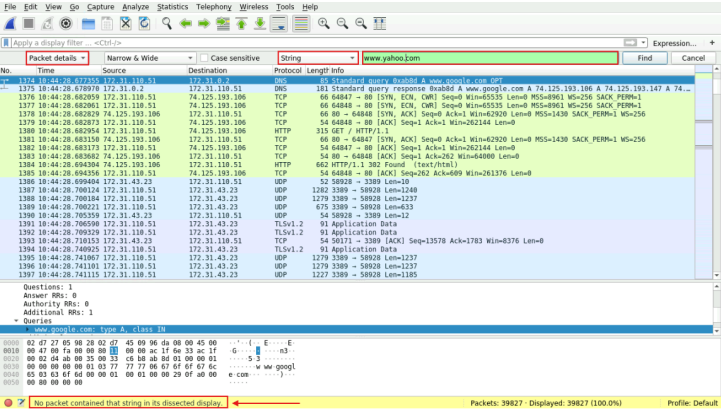 File Edit View Go Capture Analyze Statistics Telephony Wireless Tools Help
Apply a display filter ... <Ctrl-/> Expression... +
Packet details Narrow & Wide Case sensitive String www.yahoo.com Find Cancel
No. Time Source Destination Protocol Length Info
1374 10:44:28.677355 172.31.110.51 172.31.0.2 DNS 85 Standard query 0xab8d A www.google.com OPT
1375 10:44:28.678970 172.31.0.2 172.31.110.51 DNS 181 Standard query response 0xab8d A www.google.com A 74.125.193.106 A 74.125.193.147 A 74...
1376 10:44:28.682059 172.31.110.51 74.125.193.106 TCP 66 64847 → 80 [SYN, ECN, CWR] Seq=0 Win=65535 Len=0 MSS=8961 WS=256 SACK_PERM=1
1377 10:44:28.682061 172.31.110.51 74.125.193.106 TCP 66 64848 → 80 [SYN, ECN, CWR] Seq=0 Win=65535 Len=0 MSS=8961 WS=256 SACK_PERM=1
1378 10:44:28.682829 74.125.193.106 172.31.110.51 TCP 66 80 → 64847 [SYN, ACK] Seq=0 Ack=1 Win=62920 Len=0 MSS=1430 SACK_PERM=1 WS=256
1379 10:44:28.682873 172.31.110.51 74.125.193.106 TCP 54 64847 → 80 [ACK] Seq=1 Ack=1 Win=262144 Len=0
1380 10:44:28.682954 172.31.110.51 74.125.193.106 HTTP 315 GET / HTTP/1.1
1381 10:44:28.683150 74.125.193.106 172.31.110.51 TCP 66 80 → 64848 [SYN, ACK] Seq=0 Ack=1 Win=62920 Len=0 MSS=1430 SACK_PERM=1 WS=256
1382 10:44:28.683173 172.31.110.51 74.125.193.106 TCP 54 64848 → 80 [ACK] Seq=1 Ack=1 Win=262144 Len=0
1383 10:44:28.683682 74.125.193.106 172.31.110.51 TCP 54 80 → 64848 [ACK] Seq=1 Ack=262 Win=64000 Len=0
1384 10:44:28.694304 74.125.193.106 172.31.110.51 HTTP 662 HTTP/1.1 302 Found (text/html)
1385 10:44:28.694356 172.31.110.51 74.125.193.106 TCP 54 64848 → 80 [ACK] Seq=262 Ack=609 Win=261376 Len=0
1386 10:44:28.699404 172.31.43.23 172.31.110.51 UDP 52 58928 → 3389 Len=10
1387 10:44:28.700124 172.31.110.51 172.31.43.23 UDP 1282 3389 → 58928 Len=1240
1388 10:44:28.700184 172.31.110.51 172.31.43.23 UDP 1279 3389 → 58928 Len=1237
1389 10:44:28.700221 172.31.110.51 172.31.43.23 UDP 675 3389 → 58928 Len=633
1390 10:44:28.705359 172.31.43.23 172.31.110.51 UDP 54 58928 → 3389 Len=12
1391 10:44:28.706590 172.31.110.51 172.31.43.23 TLSv1.2 91 Application Data
1392 10:44:28.709329 172.31.43.23 172.31.110.51 TLSv1.2 91 Application Data
1393 10:44:28.710153 172.31.43.23 172.31.110.51 TCP 54 50171 → 3389 [ACK] Seq=13578 Ack=1783 Win=8376 Len=0
1394 10:44:28.740925 172.31.110.51 172.31.43.23 TLSv1.2 91 Application Data
1395 10:44:28.741067 172.31.110.51 172.31.43.23 UDP 1279 3389 → 58928 Len=1237
1396 10:44:28.741101 172.31.110.51 172.31.43.23 UDP 1279 3389 → 58928 Len=1237
1397 10:44:28.741115 172.31.110.51 172.31.43.23 UDP 1227 3389 → 58928 Len=1185
Questions: 1
Answer RRs: 0
Authority RRs: 0
Additional RRs: 1
Queries
www.google.com: type A, class IN
0000 02 d7 27 05 98 28 02 d7 45 09 96 da 08 00 45 00 ··'··(·· E·····E·
0010 00 47 00 fa 00 00 80 11 00 00 ac 1f 6e 33 ac 1f ·G······ ····n3··
0020 00 02 d4 ab 00 35 00 33 c6 b8 ab 8d 01 00 00 01 ·····5·3 ········
0030 00 00 00 00 00 01 03 77 77 77 06 67 6f 6f 67 6c ·······w ww·googl
0040 65 03 63 6f 6d 00 00 01 00 01 00 00 29 0f a0 00 e·com··· ····)···
0050 00 80 00 00 00 ·····
No packet contained that string in its dissected display. Packets: 39827 · Displayed: 39827 (100.0%) Profile: Default